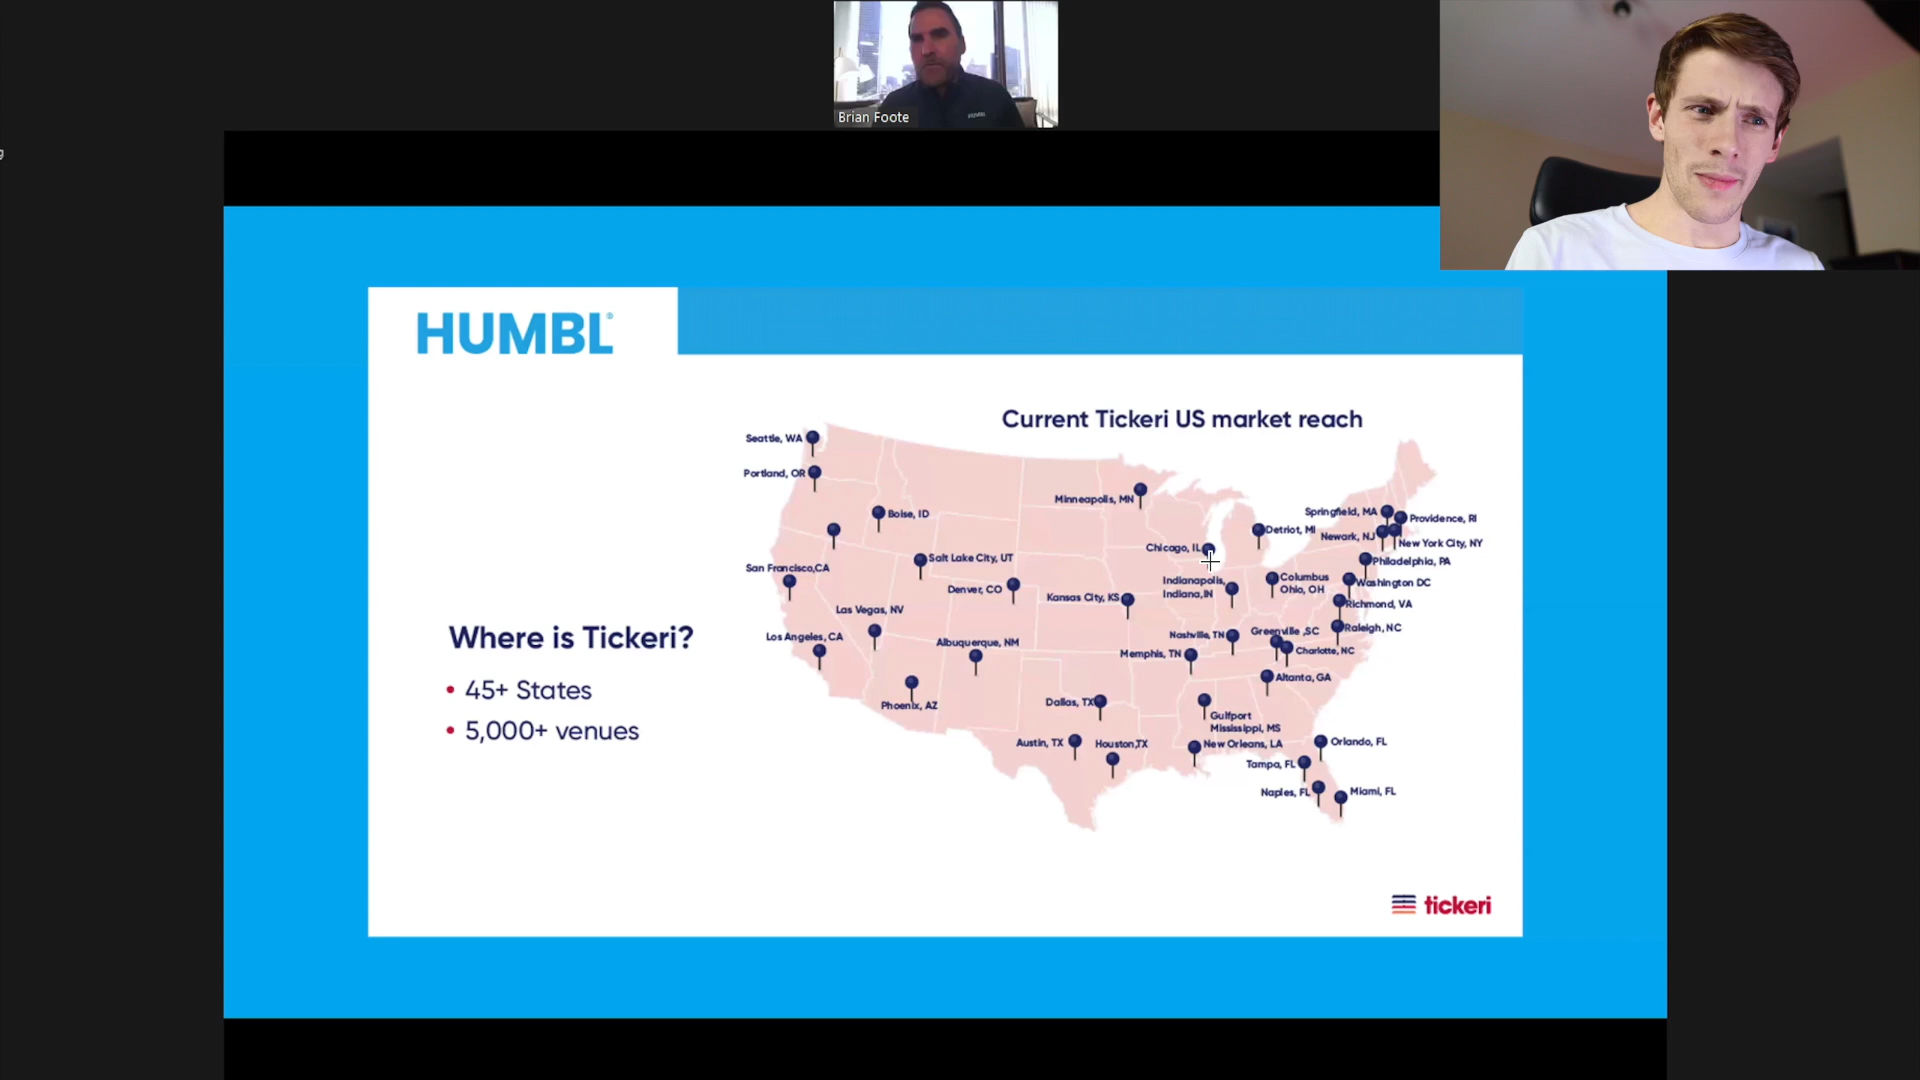 Brian Foote
HUMBL
g
HUMBL®
Current Tickeri US market reach
Seattle, WA
Portland, OR
Boise, ID
Minneapolis, MN
Springfield, MA
Providence, RI
Detriot, MI
Newark, NJ
New York City, NY
Chicago, IL
Salt Lake City, UT
Philadelphia, PA
San Francisco,CA
Indianapolis,
Indiana,IN
Columbus
Ohio, OH
Washington DC
Denver, CO
Kansas City, KS
Richmond, VA
Las Vegas, NV
Los Angeles, CA
Albuquerque, NM
Nashville, TN
Greenville ,SC
Raleigh, NC
Memphis, TN
Charlotte, NC
Where is Tickeri?
Altanta, GA
• 45+ States
Phoenix, AZ
Dallas, TX
Gulfport
Mississippi, MS
• 5,000+ venues
Austin, TX
Houston,TX
New Orleans, LA
Orlando, FL
Tampa, FL
Naples, FL
Miami, FL
tickeri